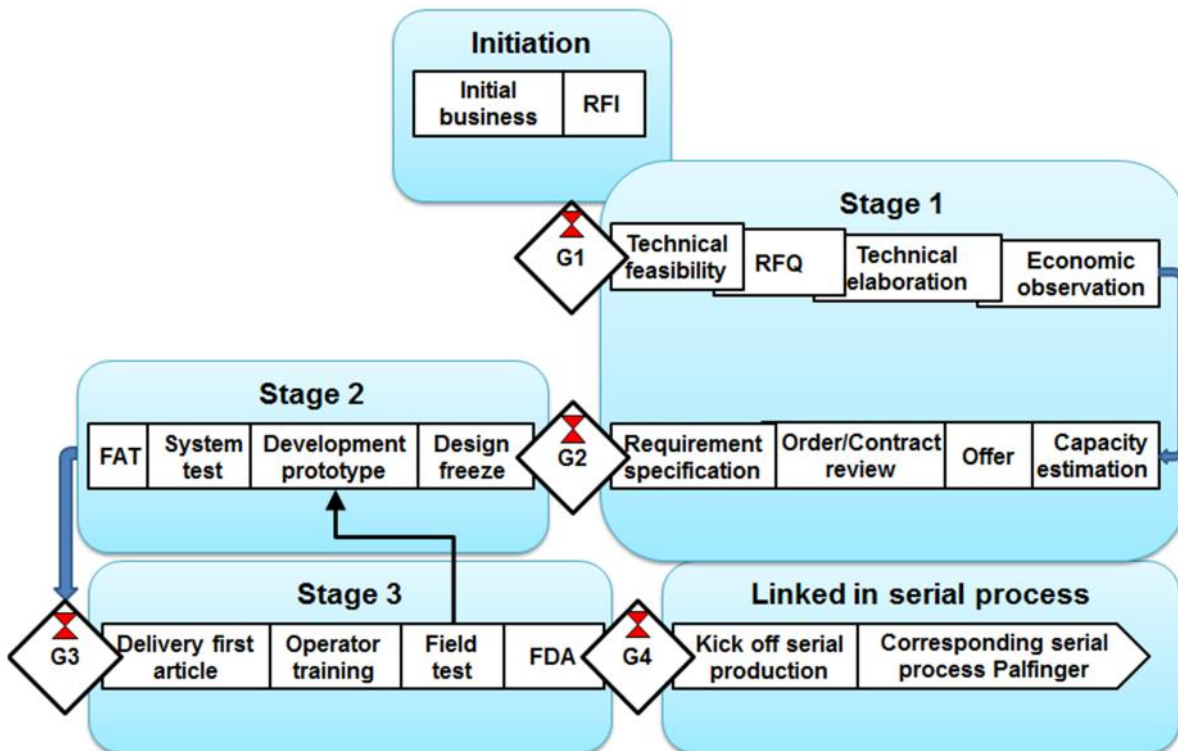 Initiation
Initial
business
RFI
Stage 1
G1
Technical
feasibility
RFQ
Technical
elaboration
Economic
observation
Stage 2
FAT
System
test
Development
prototype
Design
freeze
G2
Requirement
specification
Order/Contract
review
Offer
Capacity
estimation
Stage 3
G3
Delivery first
article
Operator
training
Field
test
FDA
G4
Linked in serial process
Kick off serial
production
Corresponding serial
process Palfinger